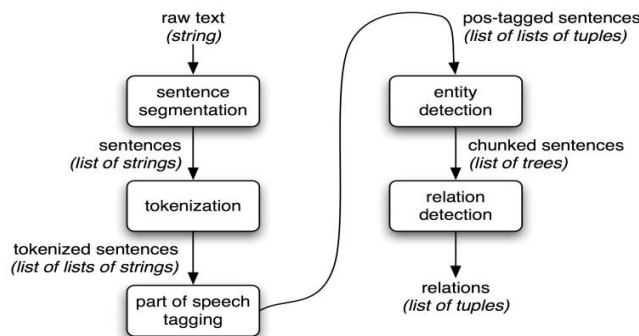 raw text
(string)
sentence
segmentation
sentences
(list of strings)
tokenization
tokenized sentences
(list of lists of strings)
part of speech
tagging
pos-tagged sentences
(list of lists of tuples)
entity
detection
chunked sentences
(list of trees)
relation
detection
relations
(list of tuples)